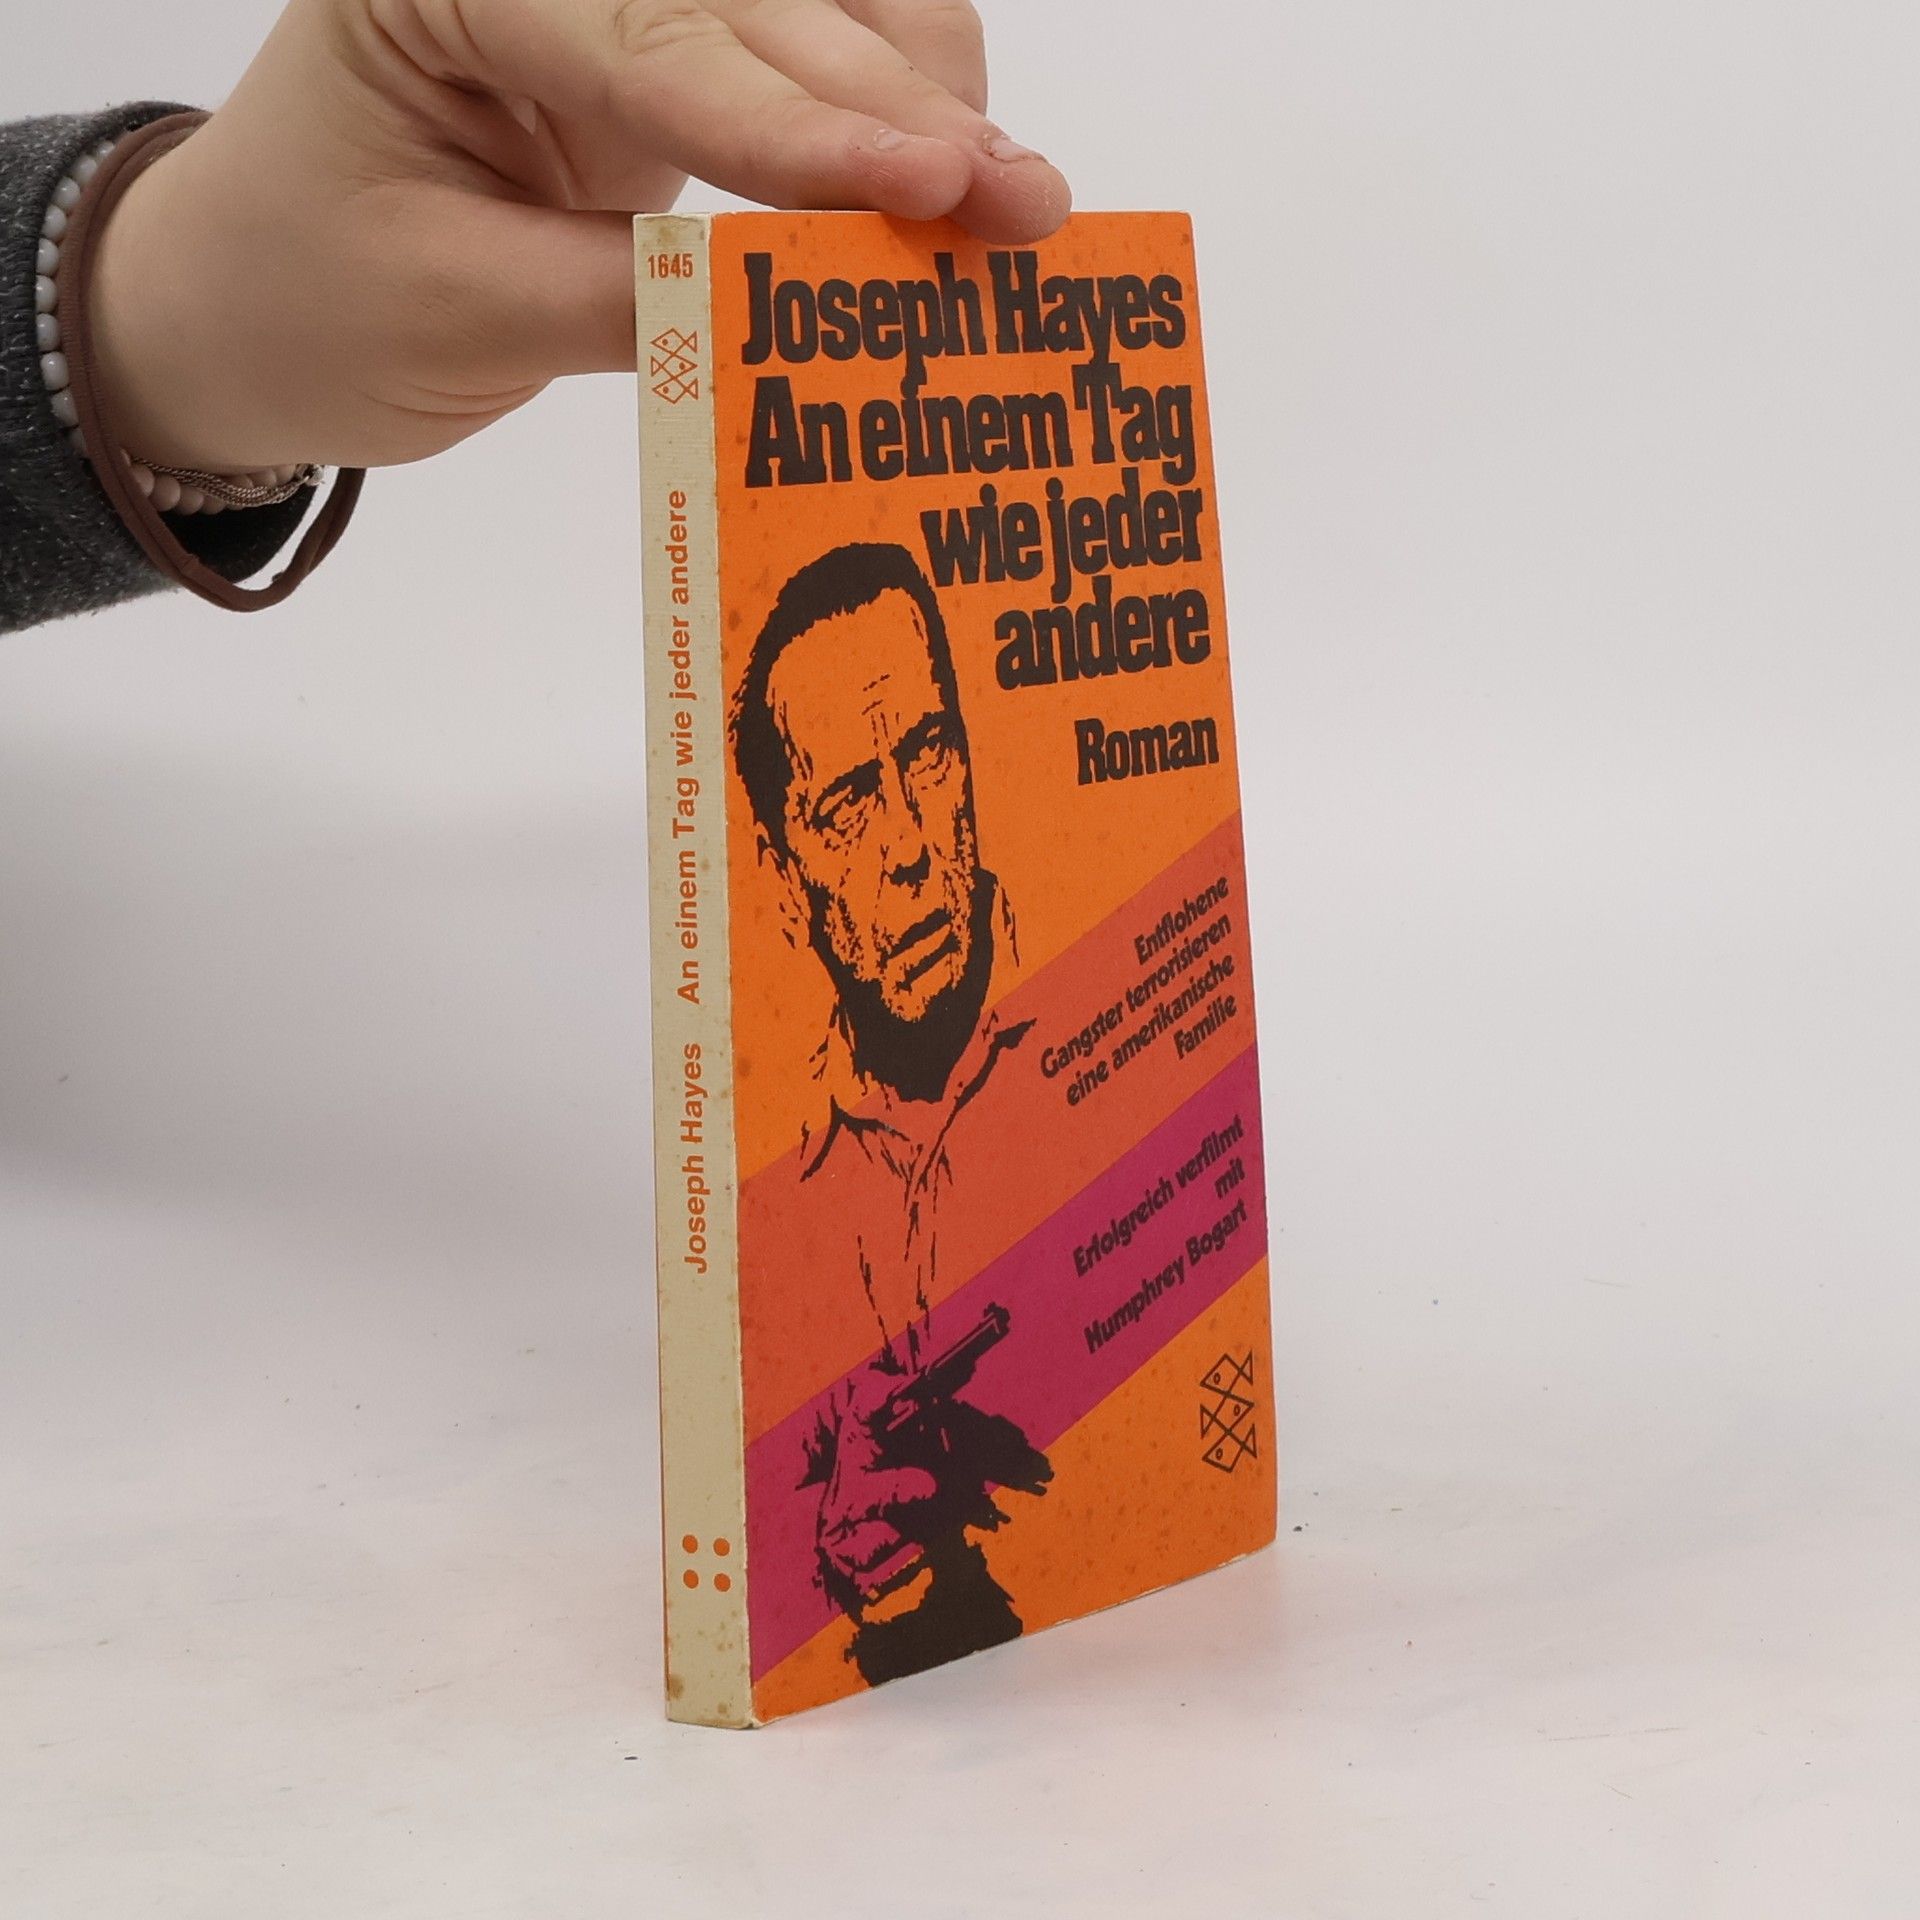 1645
Joseph Hayes An einem Tag wie jeder andere
Joseph Hayes
An einem Tag
wie jeder
andere
Roman
Entflohene
Gangster terrorisieren
eine amerikanische
Familie
Erfolgreich verfilmt
mit
Humphrey Bogart